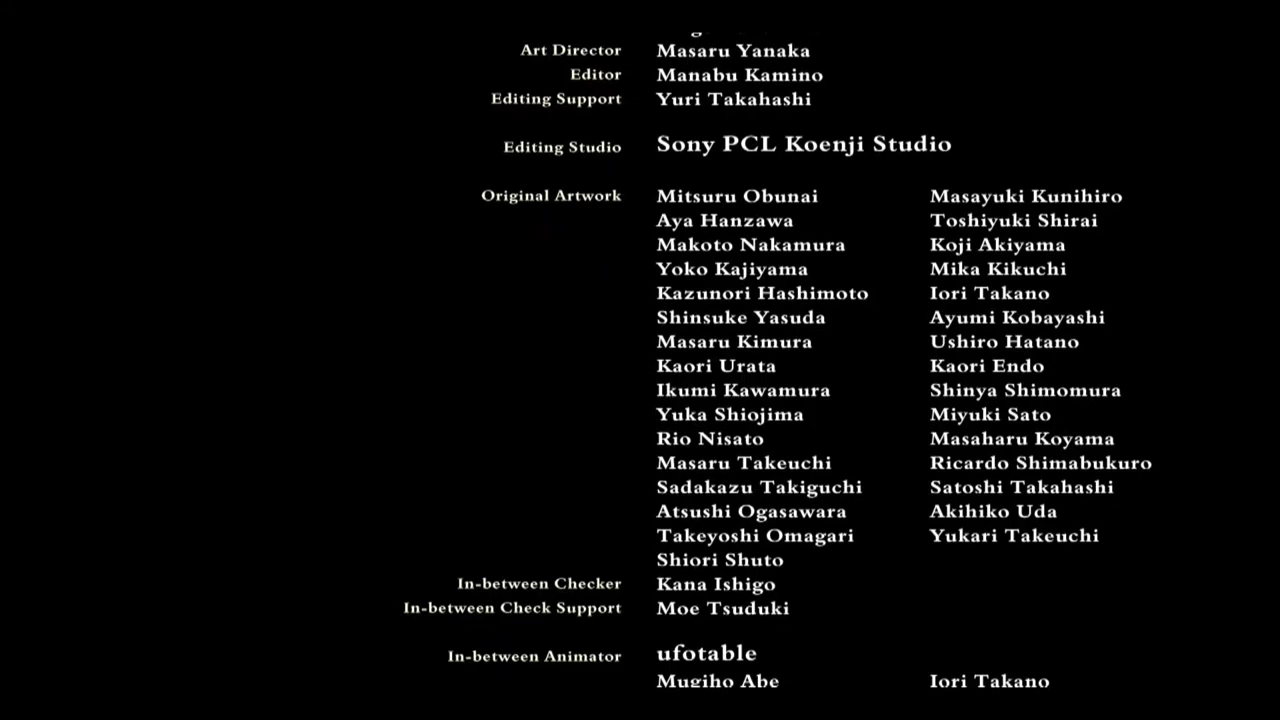 Art Director Masaru Yanaka
Editor Manabu Kamino
Editing Support Yuri Takahashi
Editing Studio Sony PCL Koenji Studio
Original Artwork Mitsuru Obunai Masayuki Kunihiro
Aya Hanzawa Toshiyuki Shirai
Makoto Nakamura Koji Akiyama
Yoko Kajiyama Mika Kikuchi
Kazunori Hashimoto Iori Takano
Shinsuke Yasuda Ayumi Kobayashi
Masaru Kimura Ushiro Hatano
Kaori Urata Kaori Endo
Ikumi Kawamura Shinya Shimomura
Yuka Shiojima Miyuki Sato
Rio Nisato Masaharu Koyama
Masaru Takeuchi Ricardo Shimabukuro
Sadakazu Takiguchi Satoshi Takahashi
Atsushi Ogasawara Akihiko Uda
Takeyoshi Omagari Yukari Takeuchi
Shiori Shuto
In-between Checker Kana Ishigo
In-between Check Support Moe Tsuduki
In-between Animator ufotable
Mugiho Abe Iori Takano